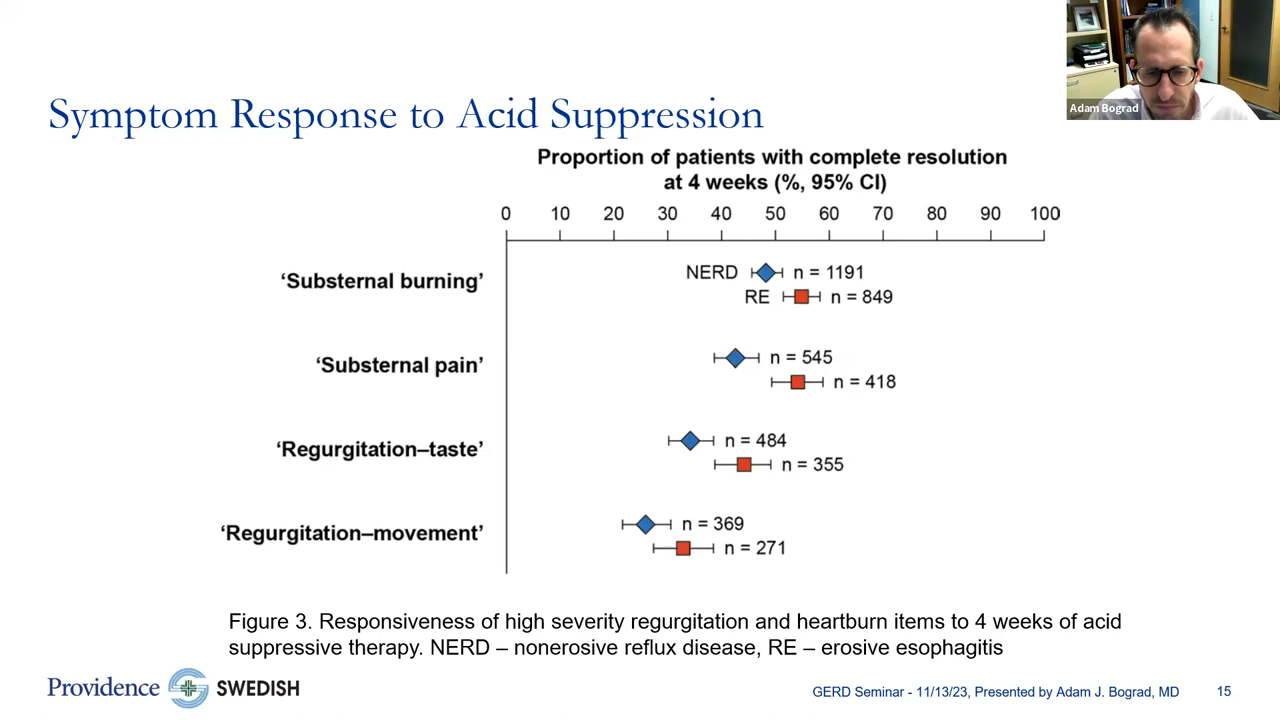 Adam Bograd
Symptom Response to Acid Suppression
Proportion of patients with complete resolution
at 4 weeks (%, 95% CI)
0 10 20 30 40 50 60 70 80 90 100
‘Substernal burning’
NERD n = 1191
RE n = 849
‘Substernal pain’
n = 545
n = 418
‘Regurgitation–taste’
n = 484
n = 355
‘Regurgitation–movement’
n = 369
n = 271
Figure 3. Responsiveness of high severity regurgitation and heartburn items to 4 weeks of acid
suppressive therapy. NERD – nonerosive reflux disease, RE – erosive esophagitis
Providence SWEDISH
GERD Seminar - 11/13/23, Presented by Adam J. Bograd, MD 15